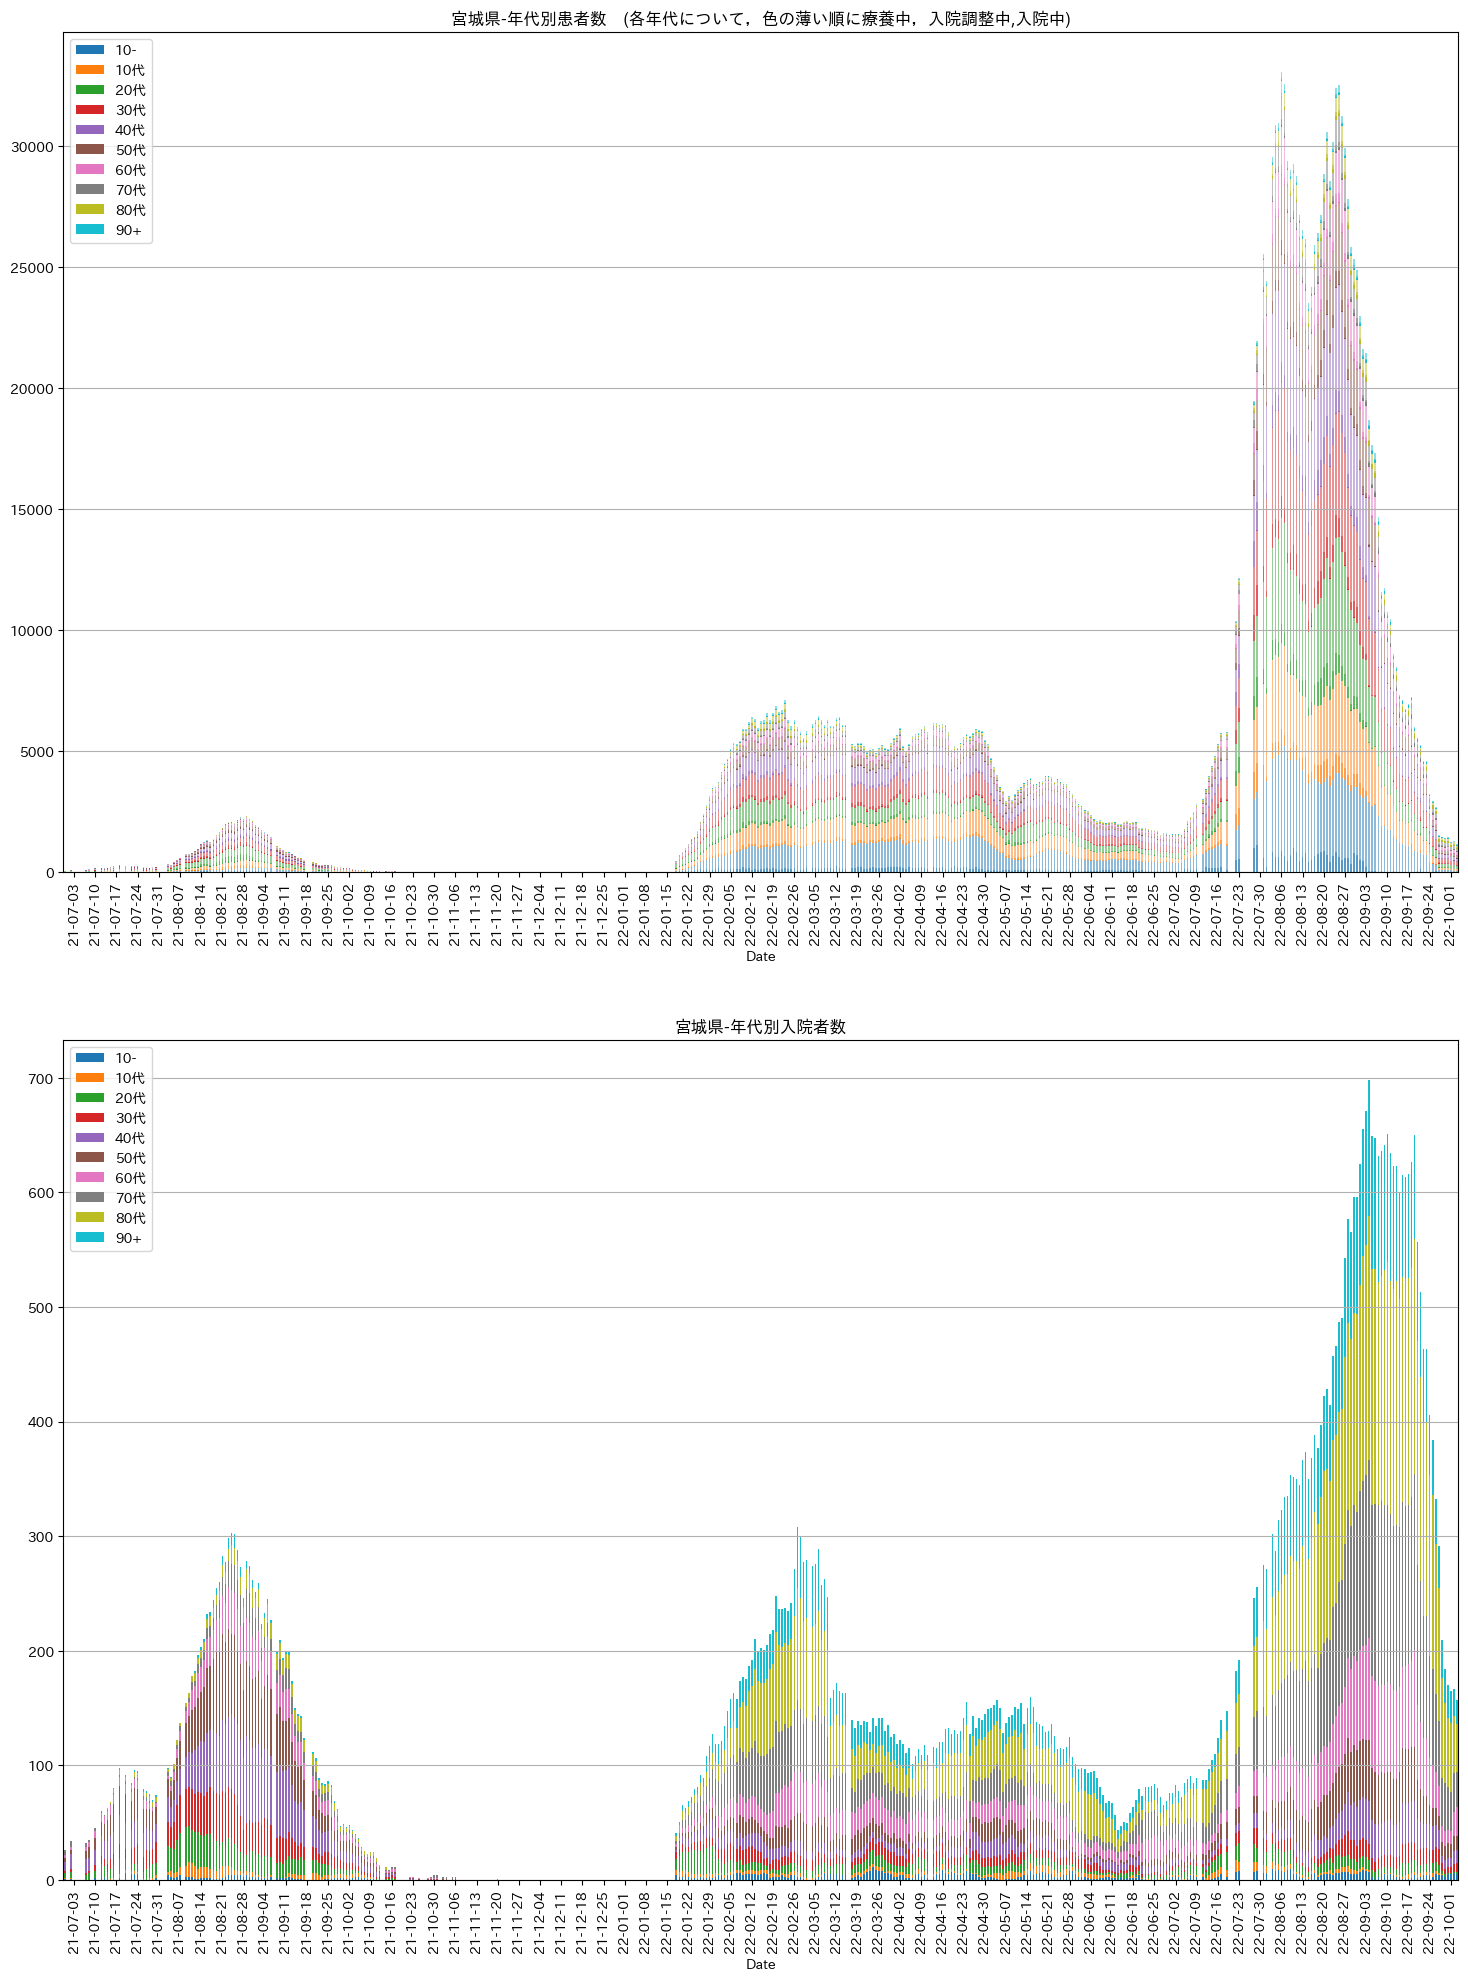 宮城県-年代別患者数　(各年代について，色の薄い順に療養中，入院調整中,入院中)
10-
10代
20代
30代
40代
50代
60代
70代
80代
90+
30000
25000
20000
15000
10000
5000
0
21-07-03 21-07-10 21-07-17 21-07-24 21-07-31 21-08-07 21-08-14 21-08-21 21-08-28 21-09-04 21-09-11 21-09-18 21-09-25 21-10-02 21-10-09 21-10-16 21-10-23 21-10-30 21-11-06 21-11-13 21-11-20 21-11-27 21-12-04 21-12-11 21-12-18 21-12-25 22-01-01 22-01-08 22-01-15 22-01-22 22-01-29 22-02-05 22-02-12 22-02-19 22-02-26 22-03-05 22-03-12 22-03-19 22-03-26 22-04-02 22-04-09 22-04-16 22-04-23 22-04-30 22-05-07 22-05-14 22-05-21 22-05-28 22-06-04 22-06-11 22-06-18 22-06-25 22-07-02 22-07-09 22-07-16 22-07-23 22-07-30 22-08-06 22-08-13 22-08-20 22-08-27 22-09-03 22-09-10 22-09-17 22-09-24 22-10-01
Date
宮城県-年代別入院者数
10-
10代
20代
30代
40代
50代
60代
70代
80代
90+
700
600
500
400
300
200
100
0
21-07-03 21-07-10 21-07-17 21-07-24 21-07-31 21-08-07 21-08-14 21-08-21 21-08-28 21-09-04 21-09-11 21-09-18 21-09-25 21-10-02 21-10-09 21-10-16 21-10-23 21-10-30 21-11-06 21-11-13 21-11-20 21-11-27 21-12-04 21-12-11 21-12-18 21-12-25 22-01-01 22-01-08 22-01-15 22-01-22 22-01-29 22-02-05 22-02-12 22-02-19 22-02-26 22-03-05 22-03-12 22-03-19 22-03-26 22-04-02 22-04-09 22-04-16 22-04-23 22-04-30 22-05-07 22-05-14 22-05-21 22-05-28 22-06-04 22-06-11 22-06-18 22-06-25 22-07-02 22-07-09 22-07-16 22-07-23 22-07-30 22-08-06 22-08-13 22-08-20 22-08-27 22-09-03 22-09-10 22-09-17 22-09-24 22-10-01
Date